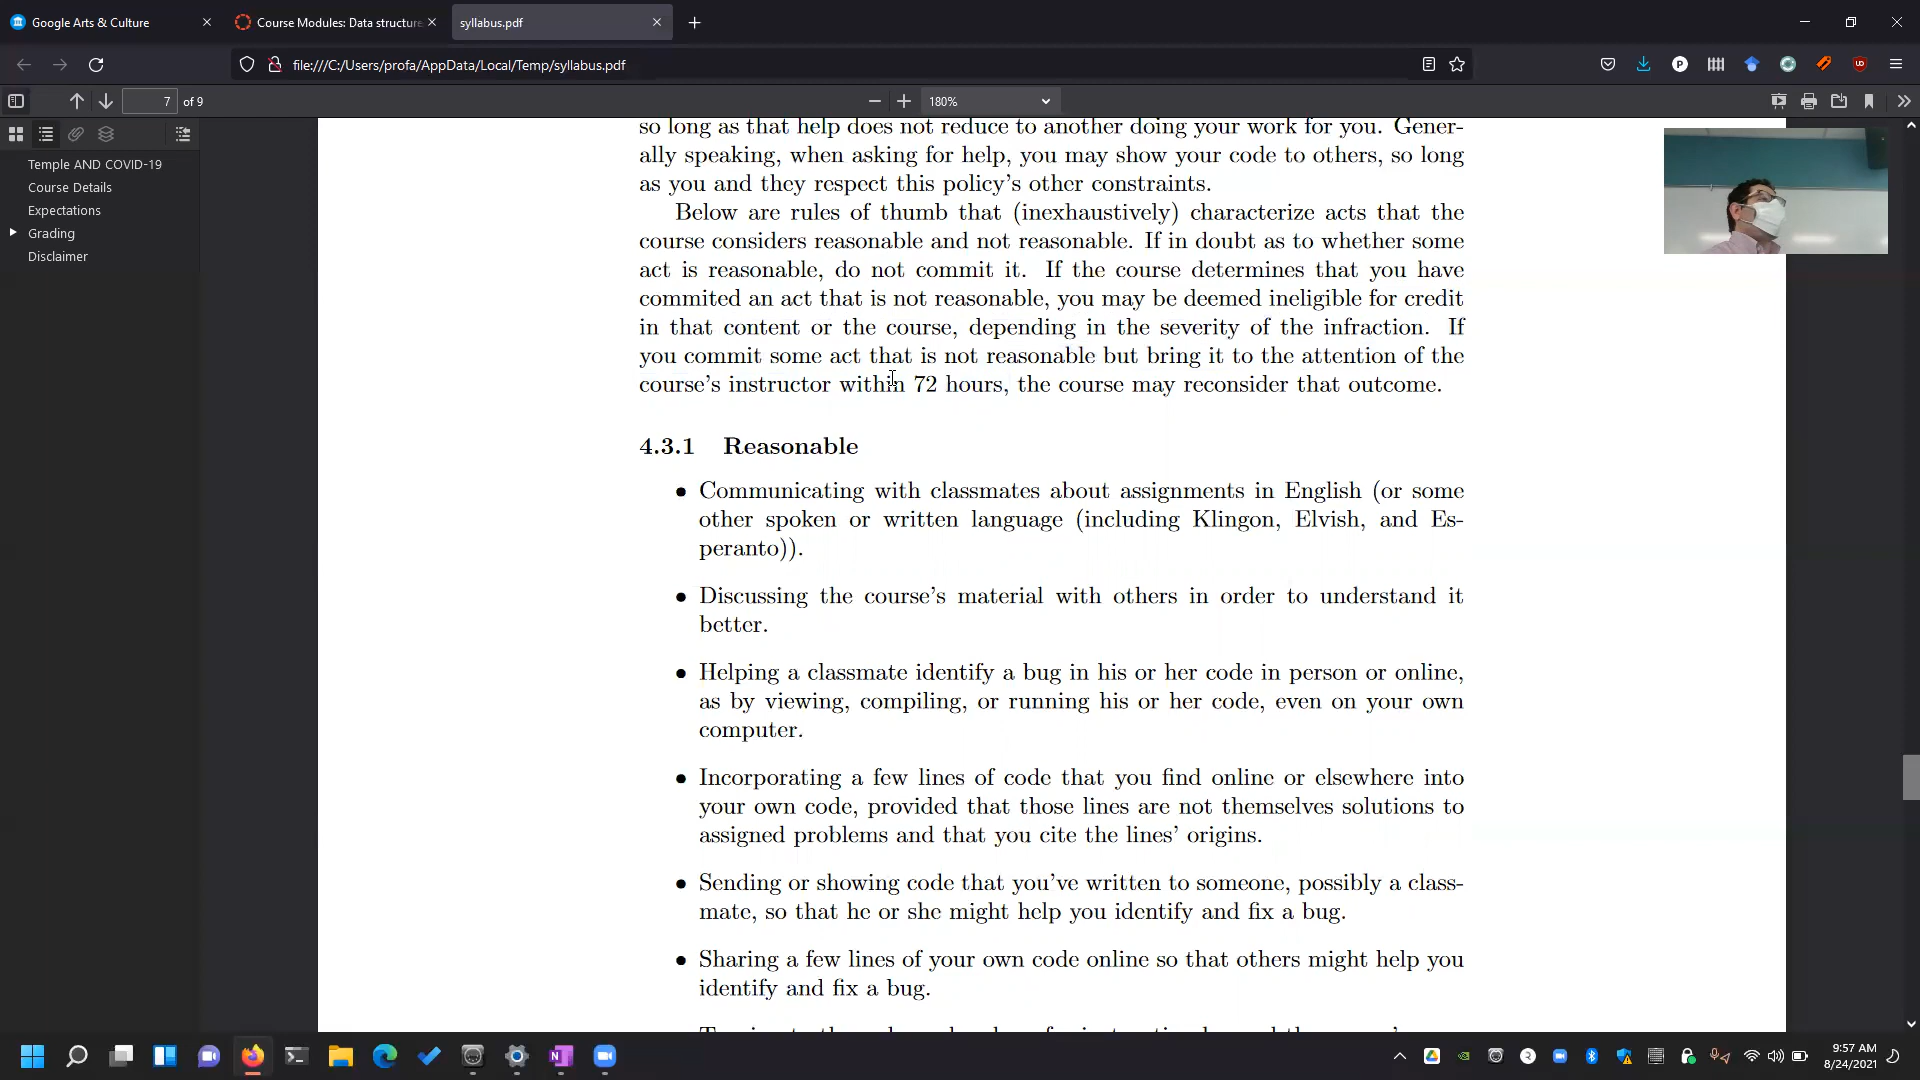 Google Arts & Culture
Course Modules: Data structure
syllabus.pdf
file:///C:/Users/profa/AppData/Local/Temp/syllabus.pdf
7 of 9
180%
Temple AND COVID-19
Course Details
Expectations
Grading
Disclaimer
so long as that help does not reduce to another doing your work for you. Gener-
ally speaking, when asking for help, you may show your code to others, so long
as you and they respect this policy's other constraints.
Below are rules of thumb that (inexhaustively) characterize acts that the
course considers reasonable and not reasonable. If in doubt as to whether some
act is reasonable, do not commit it. If the course determines that you have
commited an act that is not reasonable, you may be deemed ineligible for credit
in that content or the course, depending in the severity of the infraction. If
you commit some act that is not reasonable but bring it to the attention of the
course's instructor within 72 hours, the course may reconsider that outcome.
4.3.1 Reasonable
• Communicating with classmates about assignments in English (or some
other spoken or written language (including Klingon, Elvish, and Es-
peranto)).
• Discussing the course's material with others in order to understand it
better.
• Helping a classmate identify a bug in his or her code in person or online,
as by viewing, compiling, or running his or her code, even on your own
computer.
• Incorporating a few lines of code that you find online or elsewhere into
your own code, provided that those lines are not themselves solutions to
assigned problems and that you cite the lines' origins.
• Sending or showing code that you've written to someone, possibly a class-
mate, so that he or she might help you identify and fix a bug.
• Sharing a few lines of your own code online so that others might help you
identify and fix a bug.
9:57 AM
8/24/2021